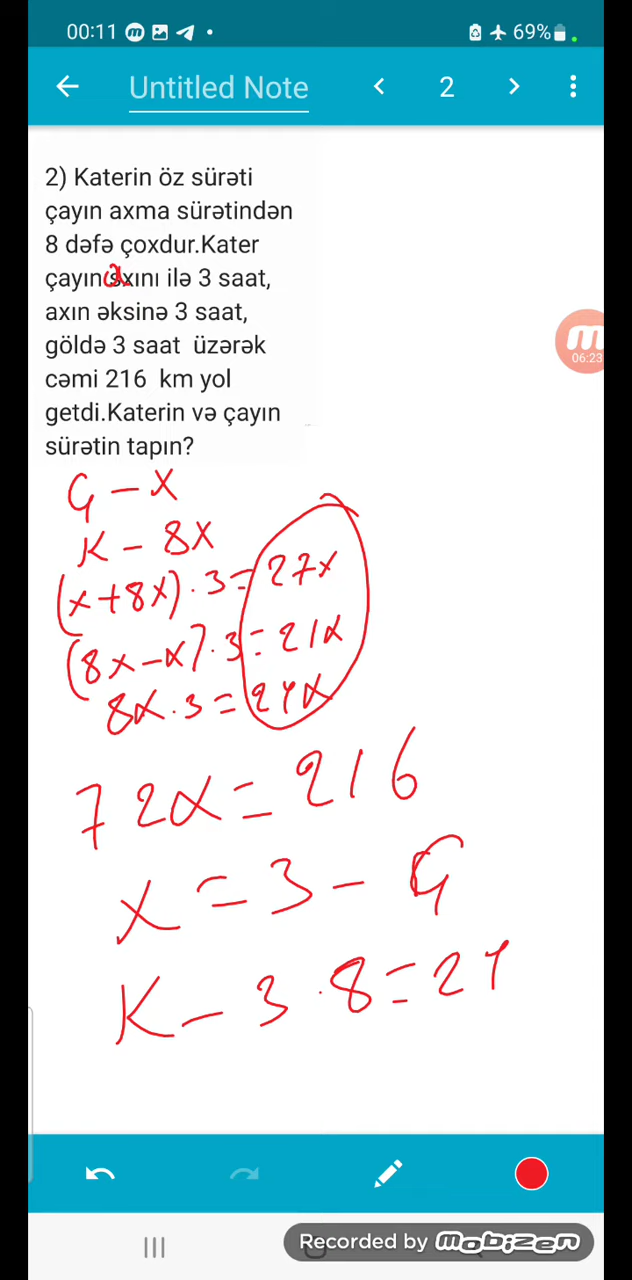 00:11 69%
Untitled Note < 2 >
2) Katerin öz sürəti
çayın axma sürətindən
8 dəfə çoxdur.Kater
çayın axını ilə 3 saat,
axın əksinə 3 saat,
göldə 3 saat üzərək
cəmi 216 km yol
getdi.Katerin və çayın
sürətin tapın?
06:23
Ç – x
K – 8x
(x+8x)·3=27x
(8x–x)·3=21x
8x·3=24x
72x=216
x=3 – Ç
K – 3·8=24
Recorded by mobizen